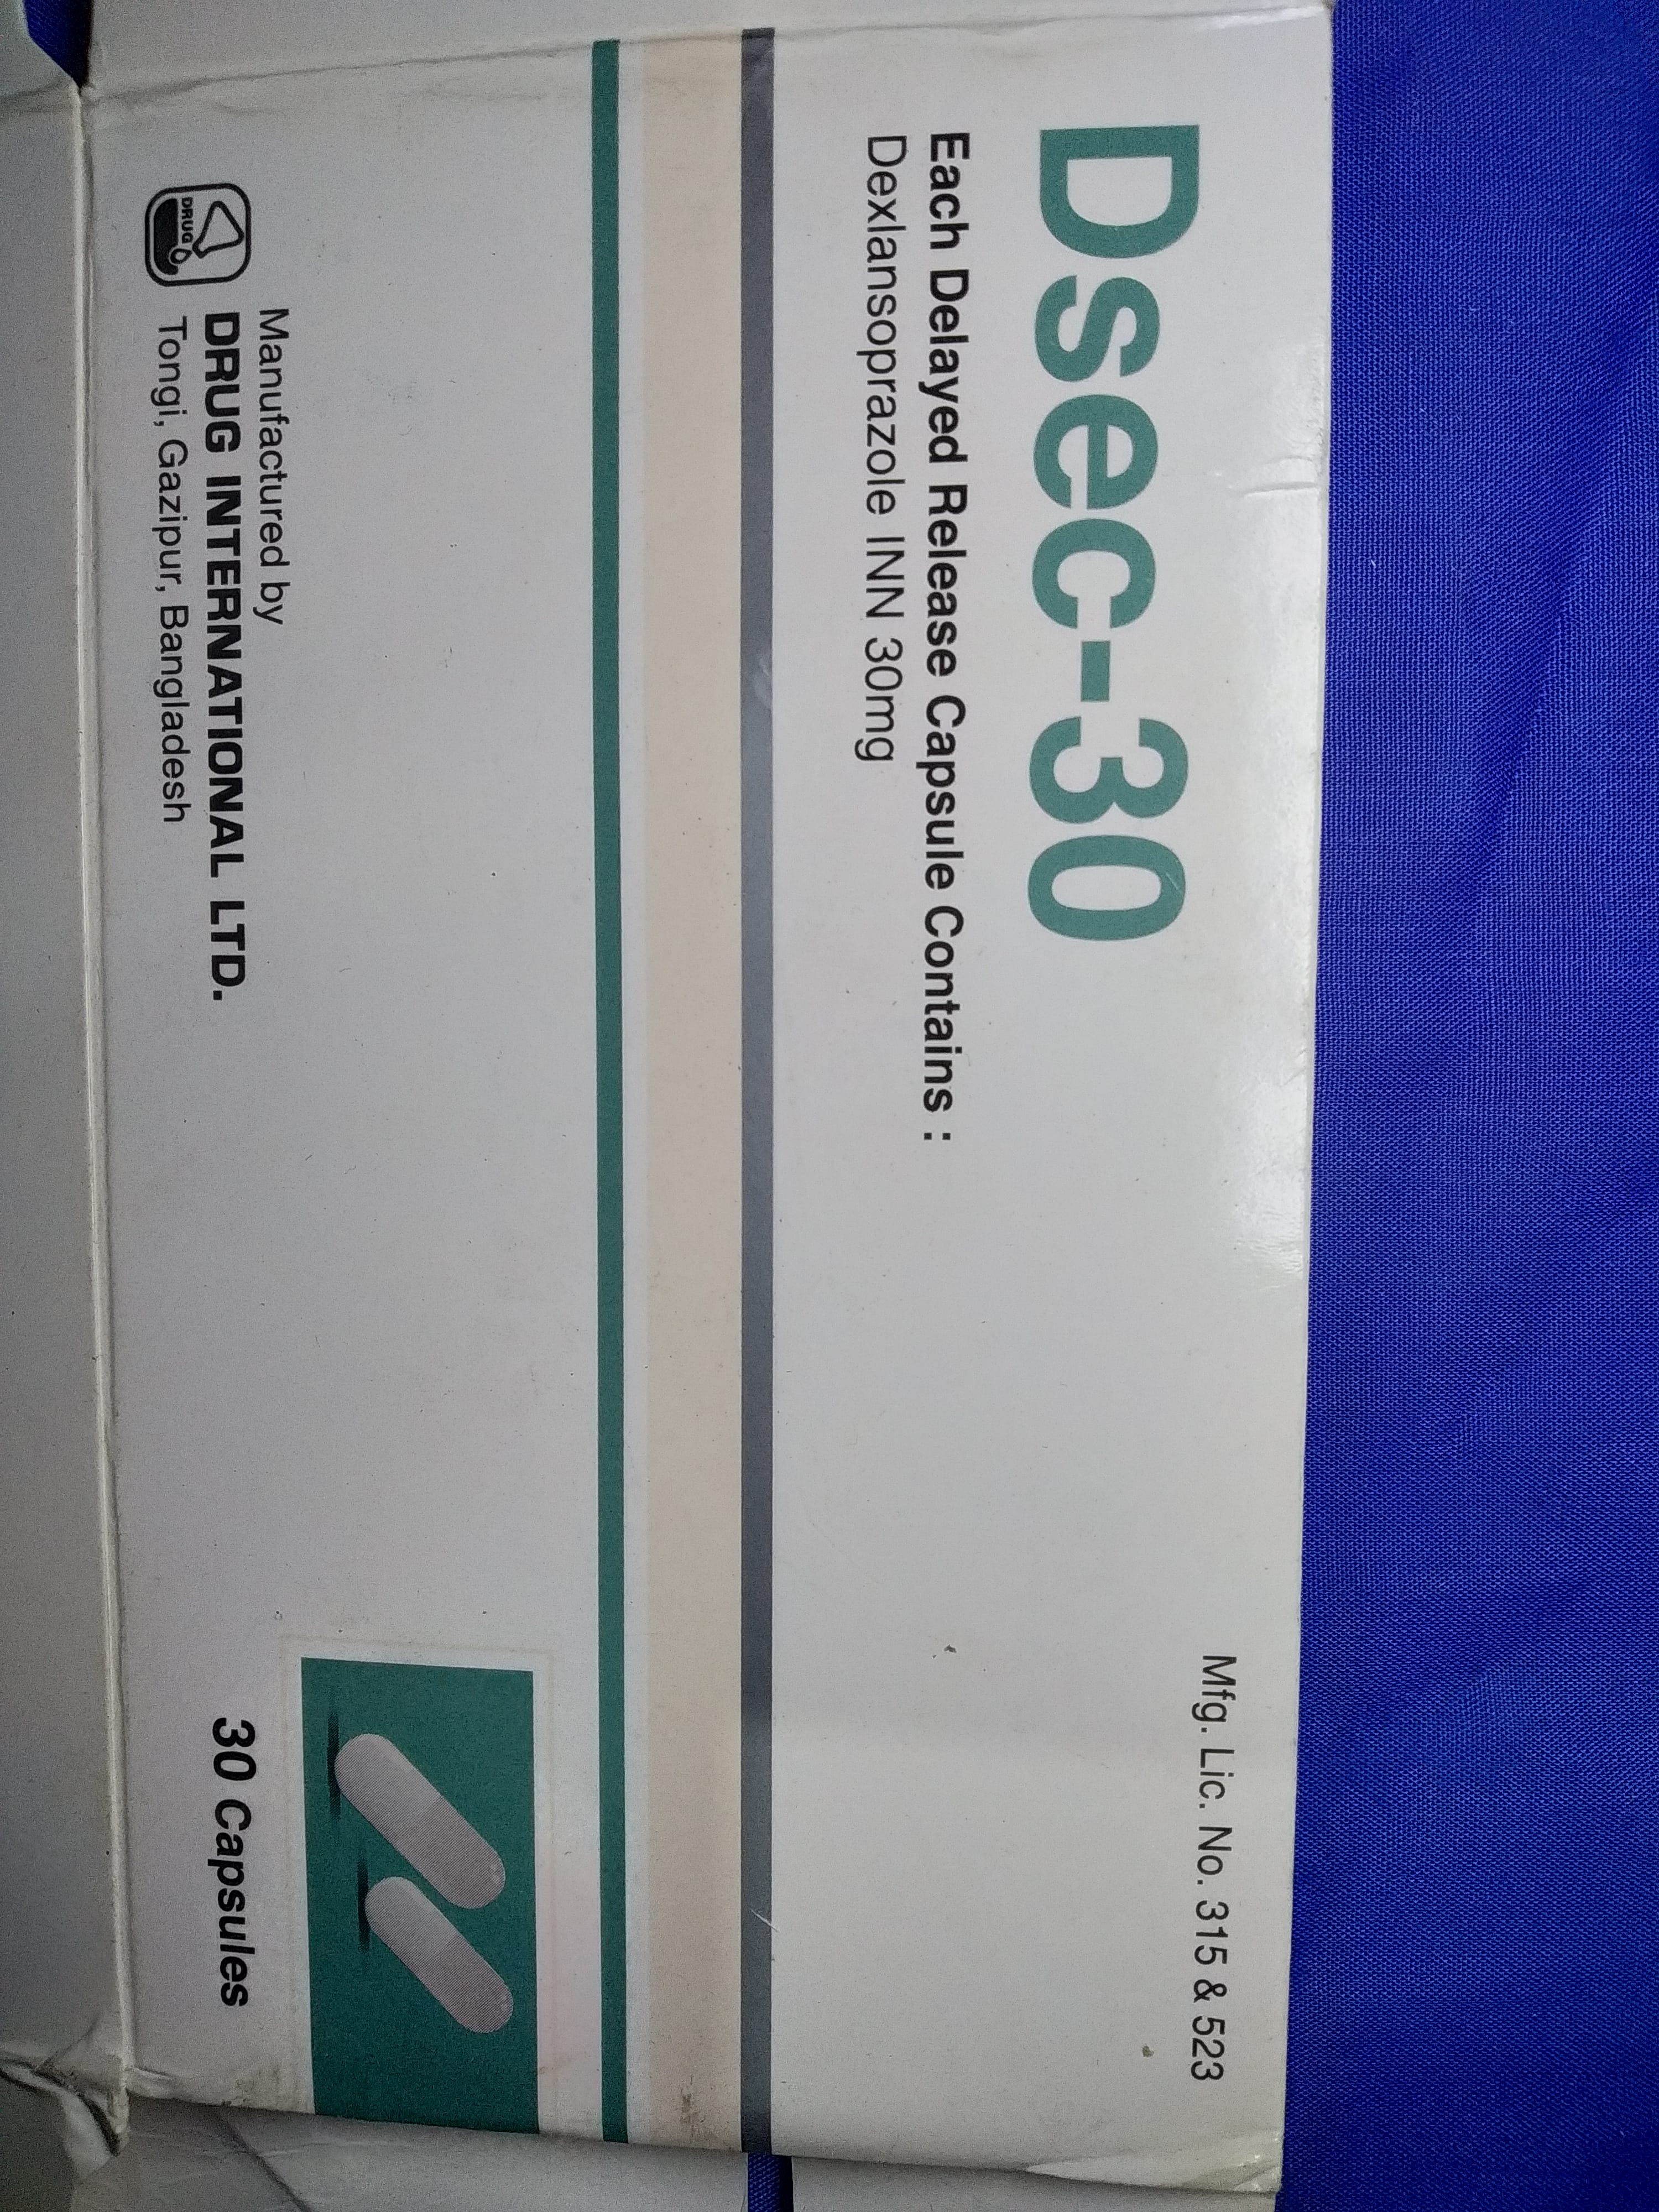 Mfg. Lic. No. 315 & 523
Dsec-30
Each Delayed Release Capsule Contains :
Dexlansoprazole INN 30mg
Manufactured by
DRUG INTERNATIONAL LTD.
Tongi, Gazipur, Bangladesh
DRUG
30 Capsules